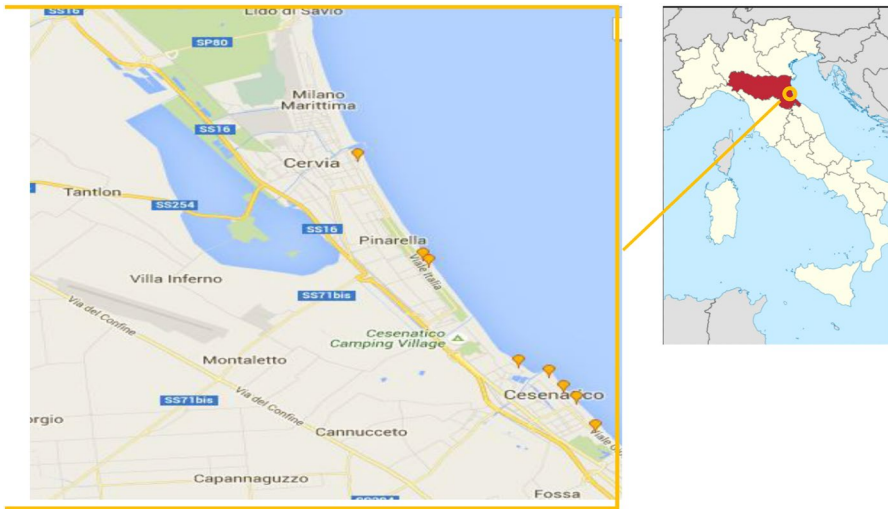 SS16
Lido di Savio
SP80
Milano
Marittima
SS16
Cervia
Tantlon
SS254
SS16
Pinarella
Viale Italia
Villa Inferno
SS71bis
Via del Confine
Cesenatico
Camping Village
Montaletto
SS71bis
Via del Confine
Cesenatico
Cannucceto
Capannaguzzo
Fossa